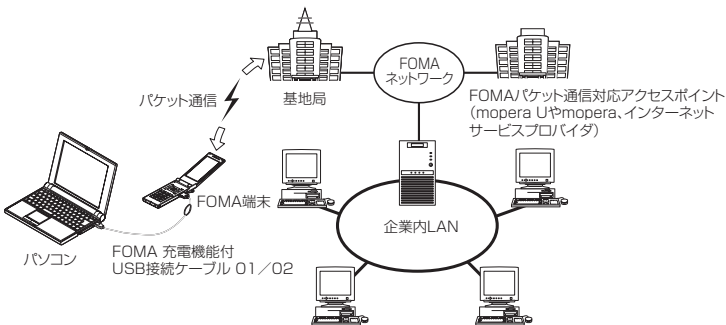 FOMA
ネットワーク
パケット通信
基地局
FOMAパケット通信対応アクセスポイント
（mopera Uやmopera、インターネット
サービスプロバイダ）
FOMA端末
企業内LAN
パソコン
FOMA 充電機能付
USB接続ケーブル 01／02